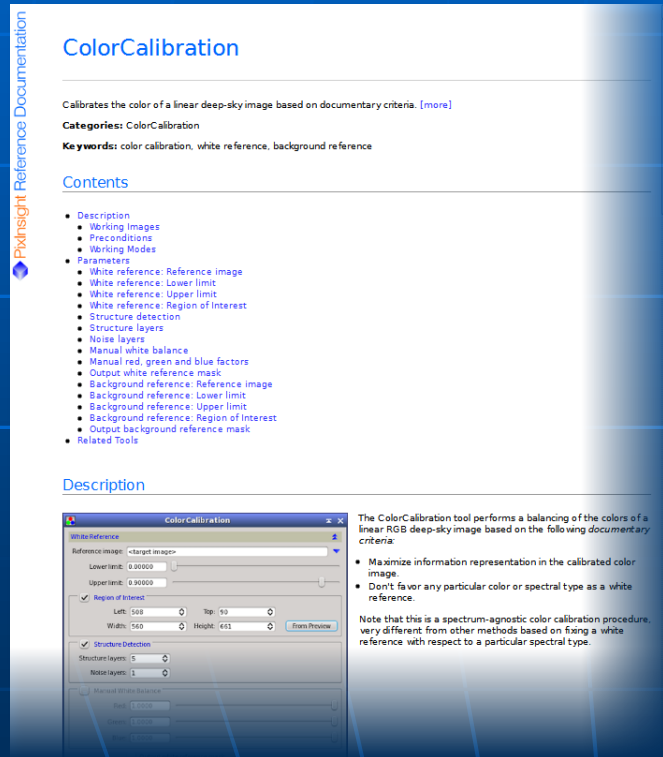 PixInsight Reference Documentation
ColorCalibration
Calibrates the color of a linear deep-sky image based on documentary criteria. [more]
Categories: ColorCalibration
Keywords: color calibration, white reference, background reference
Contents
Description
Working Images
Preconditions
Working Modes
Parameters
White reference: Reference image
White reference: Lower limit
White reference: Upper limit
White reference: Region of Interest
Structure detection
Structure layers
Noise layers
Manual white balance
Manual red, green and blue factors
Output white reference mask
Background reference: Reference image
Background reference: Lower limit
Background reference: Upper limit
Background reference: Region of Interest
Output background reference mask
Related Tools
Description
ColorCalibration
White Reference
Reference image: <target image>
Lower limit: 0.00000
Upper limit: 0.90000
Region of Interest
Left: 508 Top: 90
Width: 560 Height: 661 From Preview
Structure Detection
Structure layers: 5
Noise layers: 1
Manual White Balance
Red: 1.0000
The ColorCalibration tool performs a balancing of the colors of a
linear RGB deep-sky image based on the following documentary
criteria:
Maximize information representation in the calibrated color
image.
Don't favor any particular color or spectral type as a white
reference.
Note that this is a spectrum-agnostic color calibration procedure,
very different from other methods based on fixing a white
reference with respect to a particular spectral type.